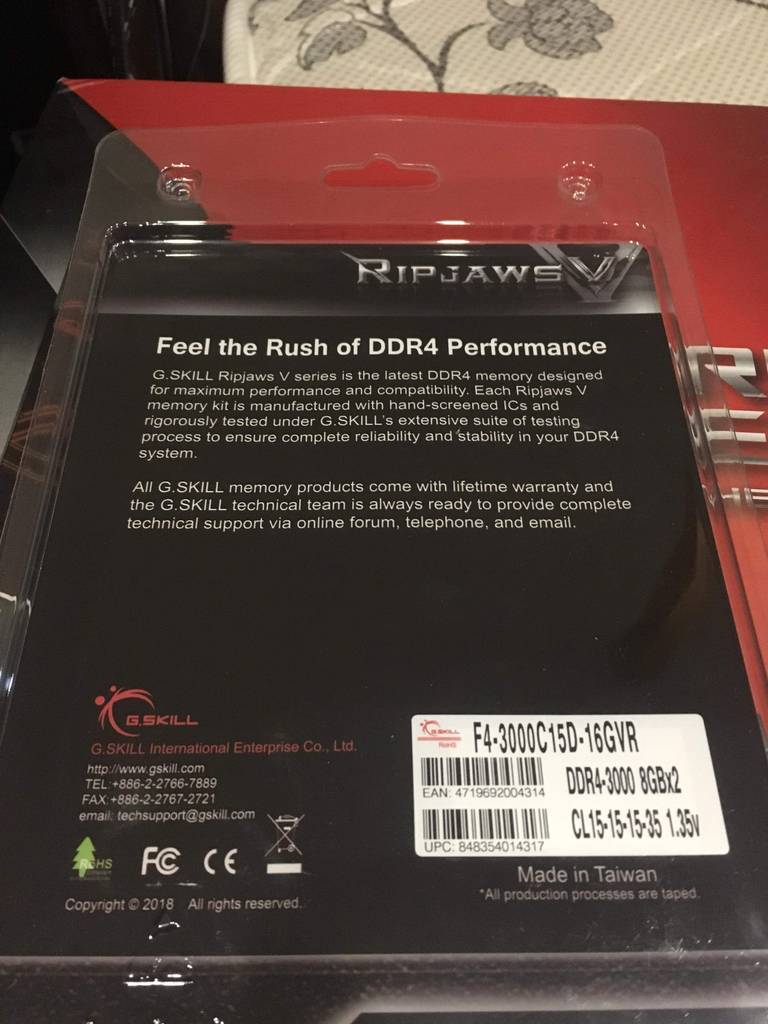 RIPJAWS V
Feel the Rush of DDR4 Performance
G.SKILL Ripjaws V series is the latest DDR4 memory designed
for maximum performance and compatibility. Each Ripjaws V
memory kit is manufactured with hand-screened ICs and
rigorously tested under G.SKILL's extensive suite of testing
process to ensure complete reliability and stability in your DDR4
system.
All G.SKILL memory products come with lifetime warranty and
the G.SKILL technical team is always ready to provide complete
technical support via online forum, telephone, and email.
G.SKILL
G.SKILL International Enterprise Co., Ltd.
http://www.gskill.com
TEL:+886-2-2766-7889
FAX:+886-2-2767-2721
email: techsupport@gskill.com
RoHS
FC CE
Copyright © 2018 All rights reserved.
G.SKILL
RoHS
F4-3000C15D-16GVR
DDR4-3000 8GBx2
EAN: 4719692004314
CL15-15-15-35 1.35v
UPC: 848354014317
Made in Taiwan
*All production processes are taped.